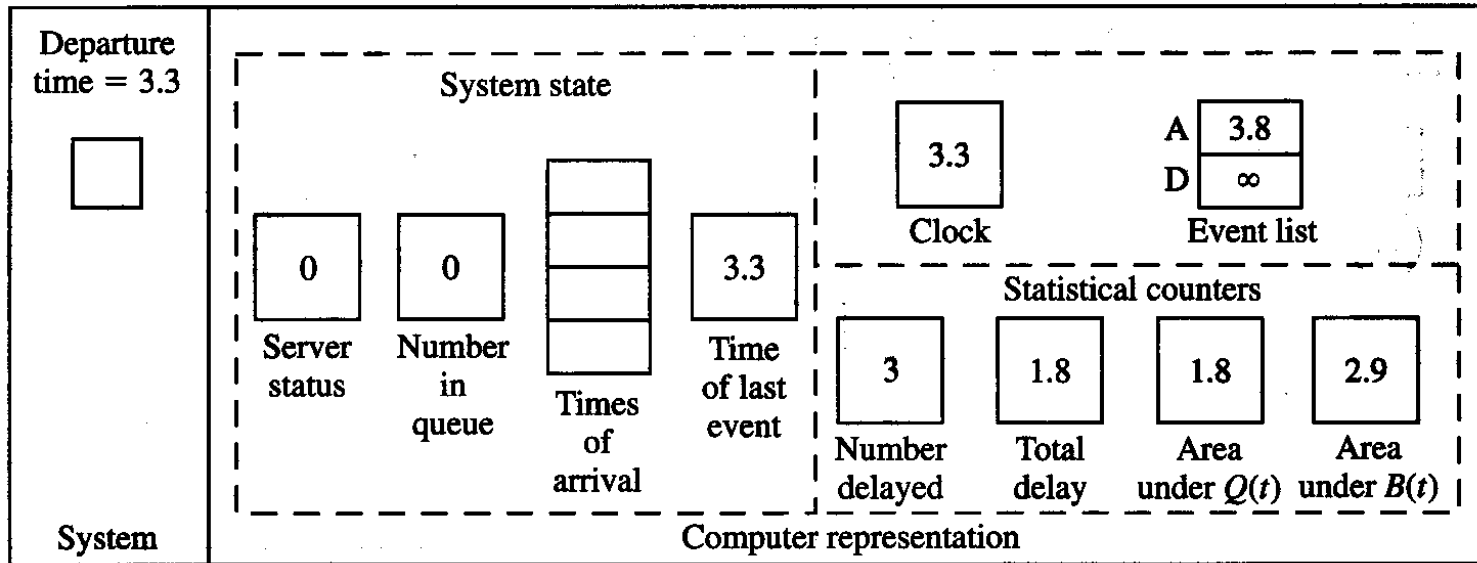 Departure
time = 3.3
System
System state
0
Server
status
0
Number
in
queue
Times
of
arrival
3.3
Time
of last
event
3.3
Clock
A 3.8
D ∞
Event list
Statistical counters
3
Number
delayed
1.8
Total
delay
1.8
Area
under Q(t)
2.9
Area
under B(t)
Computer representation